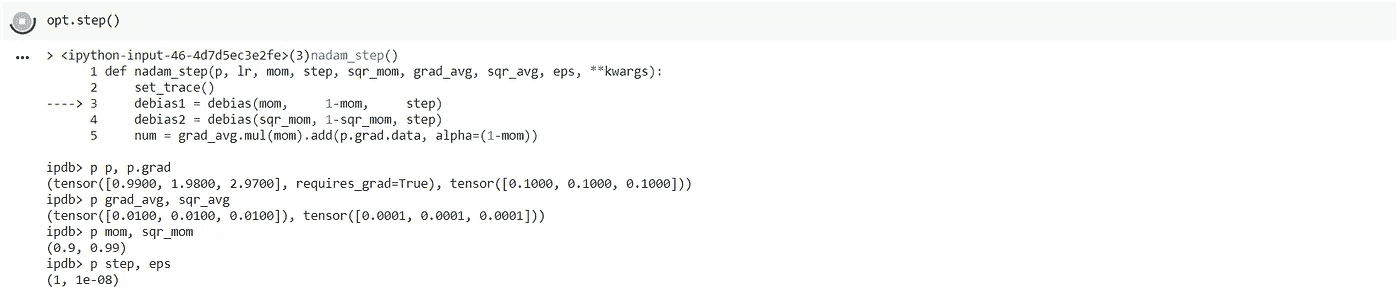 opt.step()
... > <ipython-input-46-4d7d5ec3e2fe>(3)nadam_step()
      1 def nadam_step(p, lr, mom, step, sqr_mom, grad_avg, sqr_avg, eps, **kwargs):
      2     set_trace()
----> 3     debias1 = debias(mom,     1-mom,     step)
      4     debias2 = debias(sqr_mom, 1-sqr_mom, step)
      5     num = grad_avg.mul(mom).add(p.grad.data, alpha=(1-mom))
ipdb> p p, p.grad
(tensor([0.9900, 1.9800, 2.9700], requires_grad=True), tensor([0.1000, 0.1000, 0.1000]))
ipdb> p grad_avg, sqr_avg
(tensor([0.0100, 0.0100, 0.0100]), tensor([0.0001, 0.0001, 0.0001]))
ipdb> p mom, sqr_mom
(0.9, 0.99)
ipdb> p step, eps
(1, 1e-08)